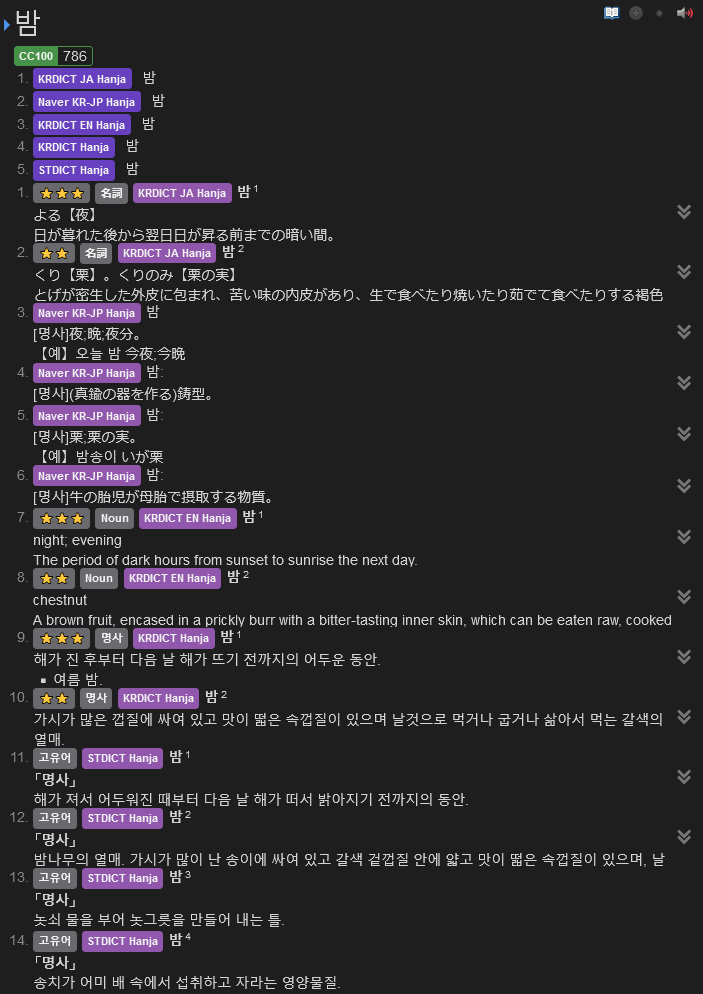 밤
CC100 786
1. KRDICT JA Hanja 밤
2. Naver KR-JP Hanja 밤
3. KRDICT EN Hanja 밤
4. KRDICT Hanja 밤
5. STDICT Hanja 밤
1. ⭐⭐⭐ 名詞 KRDICT JA Hanja 밤 1
よる【夜】
日が暮れた後から翌日日が昇る前までの暗い間。
2. ⭐⭐ 名詞 KRDICT JA Hanja 밤 2
くり【栗】。くりのみ【栗の実】
とげが密生した外皮に包まれ、苦い味の内皮があり、生で食べたり焼いたり茹でて食べたりする褐色
3. Naver KR-JP Hanja 밤
[명사]夜;晩;夜分。
【예】오늘 밤 今夜;今晩
4. Naver KR-JP Hanja 밤:
[명사](真鍮の器を作る)鋳型。
5. Naver KR-JP Hanja 밤:
[명사]栗;栗の実。
【예】밤송이 いが栗
6. Naver KR-JP Hanja 밤:
[명사]牛の胎児が母胎で摂取する物質。
7. ⭐⭐⭐ Noun KRDICT EN Hanja 밤 1
night; evening
The period of dark hours from sunset to sunrise the next day.
8. ⭐⭐ Noun KRDICT EN Hanja 밤 2
chestnut
A brown fruit, encased in a prickly burr with a bitter-tasting inner skin, which can be eaten raw, cooked
9. ⭐⭐⭐ 명사 KRDICT Hanja 밤 1
해가 진 후부터 다음 날 해가 뜨기 전까지의 어두운 동안.
▪ 여름 밤.
10. ⭐⭐ 명사 KRDICT Hanja 밤 2
가시가 많은 껍질에 싸여 있고 맛이 떫은 속껍질이 있으며 날것으로 먹거나 굽거나 삶아서 먹는 갈색의
열매.
11. 고유어 STDICT Hanja 밤 1
「명사」
해가 져서 어두워진 때부터 다음 날 해가 떠서 밝아지기 전까지의 동안.
12. 고유어 STDICT Hanja 밤 2
「명사」
밤나무의 열매. 가시가 많이 난 송이에 싸여 있고 갈색 겉껍질 안에 얇고 맛이 떫은 속껍질이 있으며, 날
13. 고유어 STDICT Hanja 밤 3
「명사」
놋쇠 물을 부어 놋그릇을 만들어 내는 틀.
14. 고유어 STDICT Hanja 밤 4
「명사」
송치가 어미 배 속에서 섭취하고 자라는 영양물질.